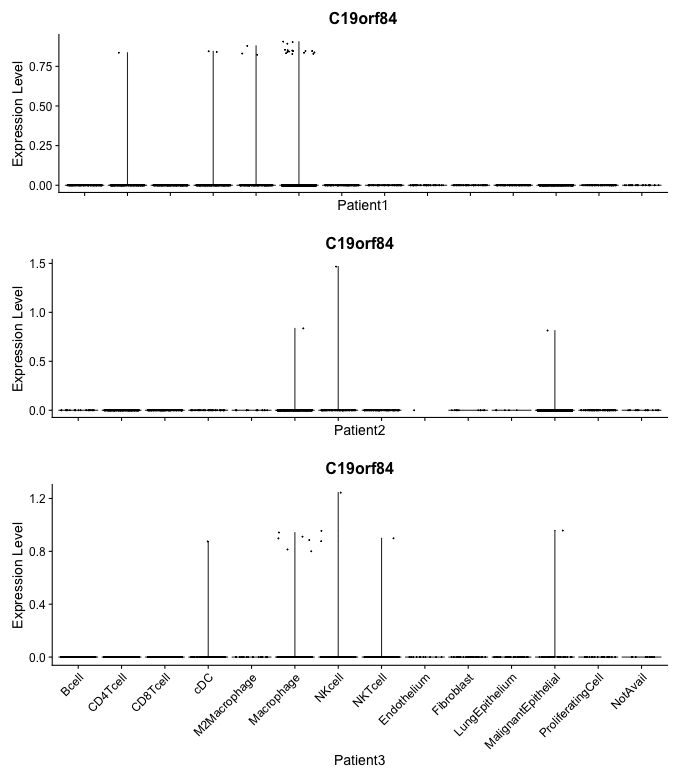 C19orf84
Expression Level
0.75
0.50
0.25
0.00
Patient1
C19orf84
Expression Level
1.5
1.0
0.5
0.0
Patient2
C19orf84
Expression Level
1.2
0.8
0.4
0.0
Bcell
CD4Tcell
CD8Tcell
cDC
M2Macrophage
Macrophage
NKcell
NKTcell
Endothelium
Fibroblast
LungEpithelium
MalignantEpithelial
ProliferatingCell
NotAvail
Patient3